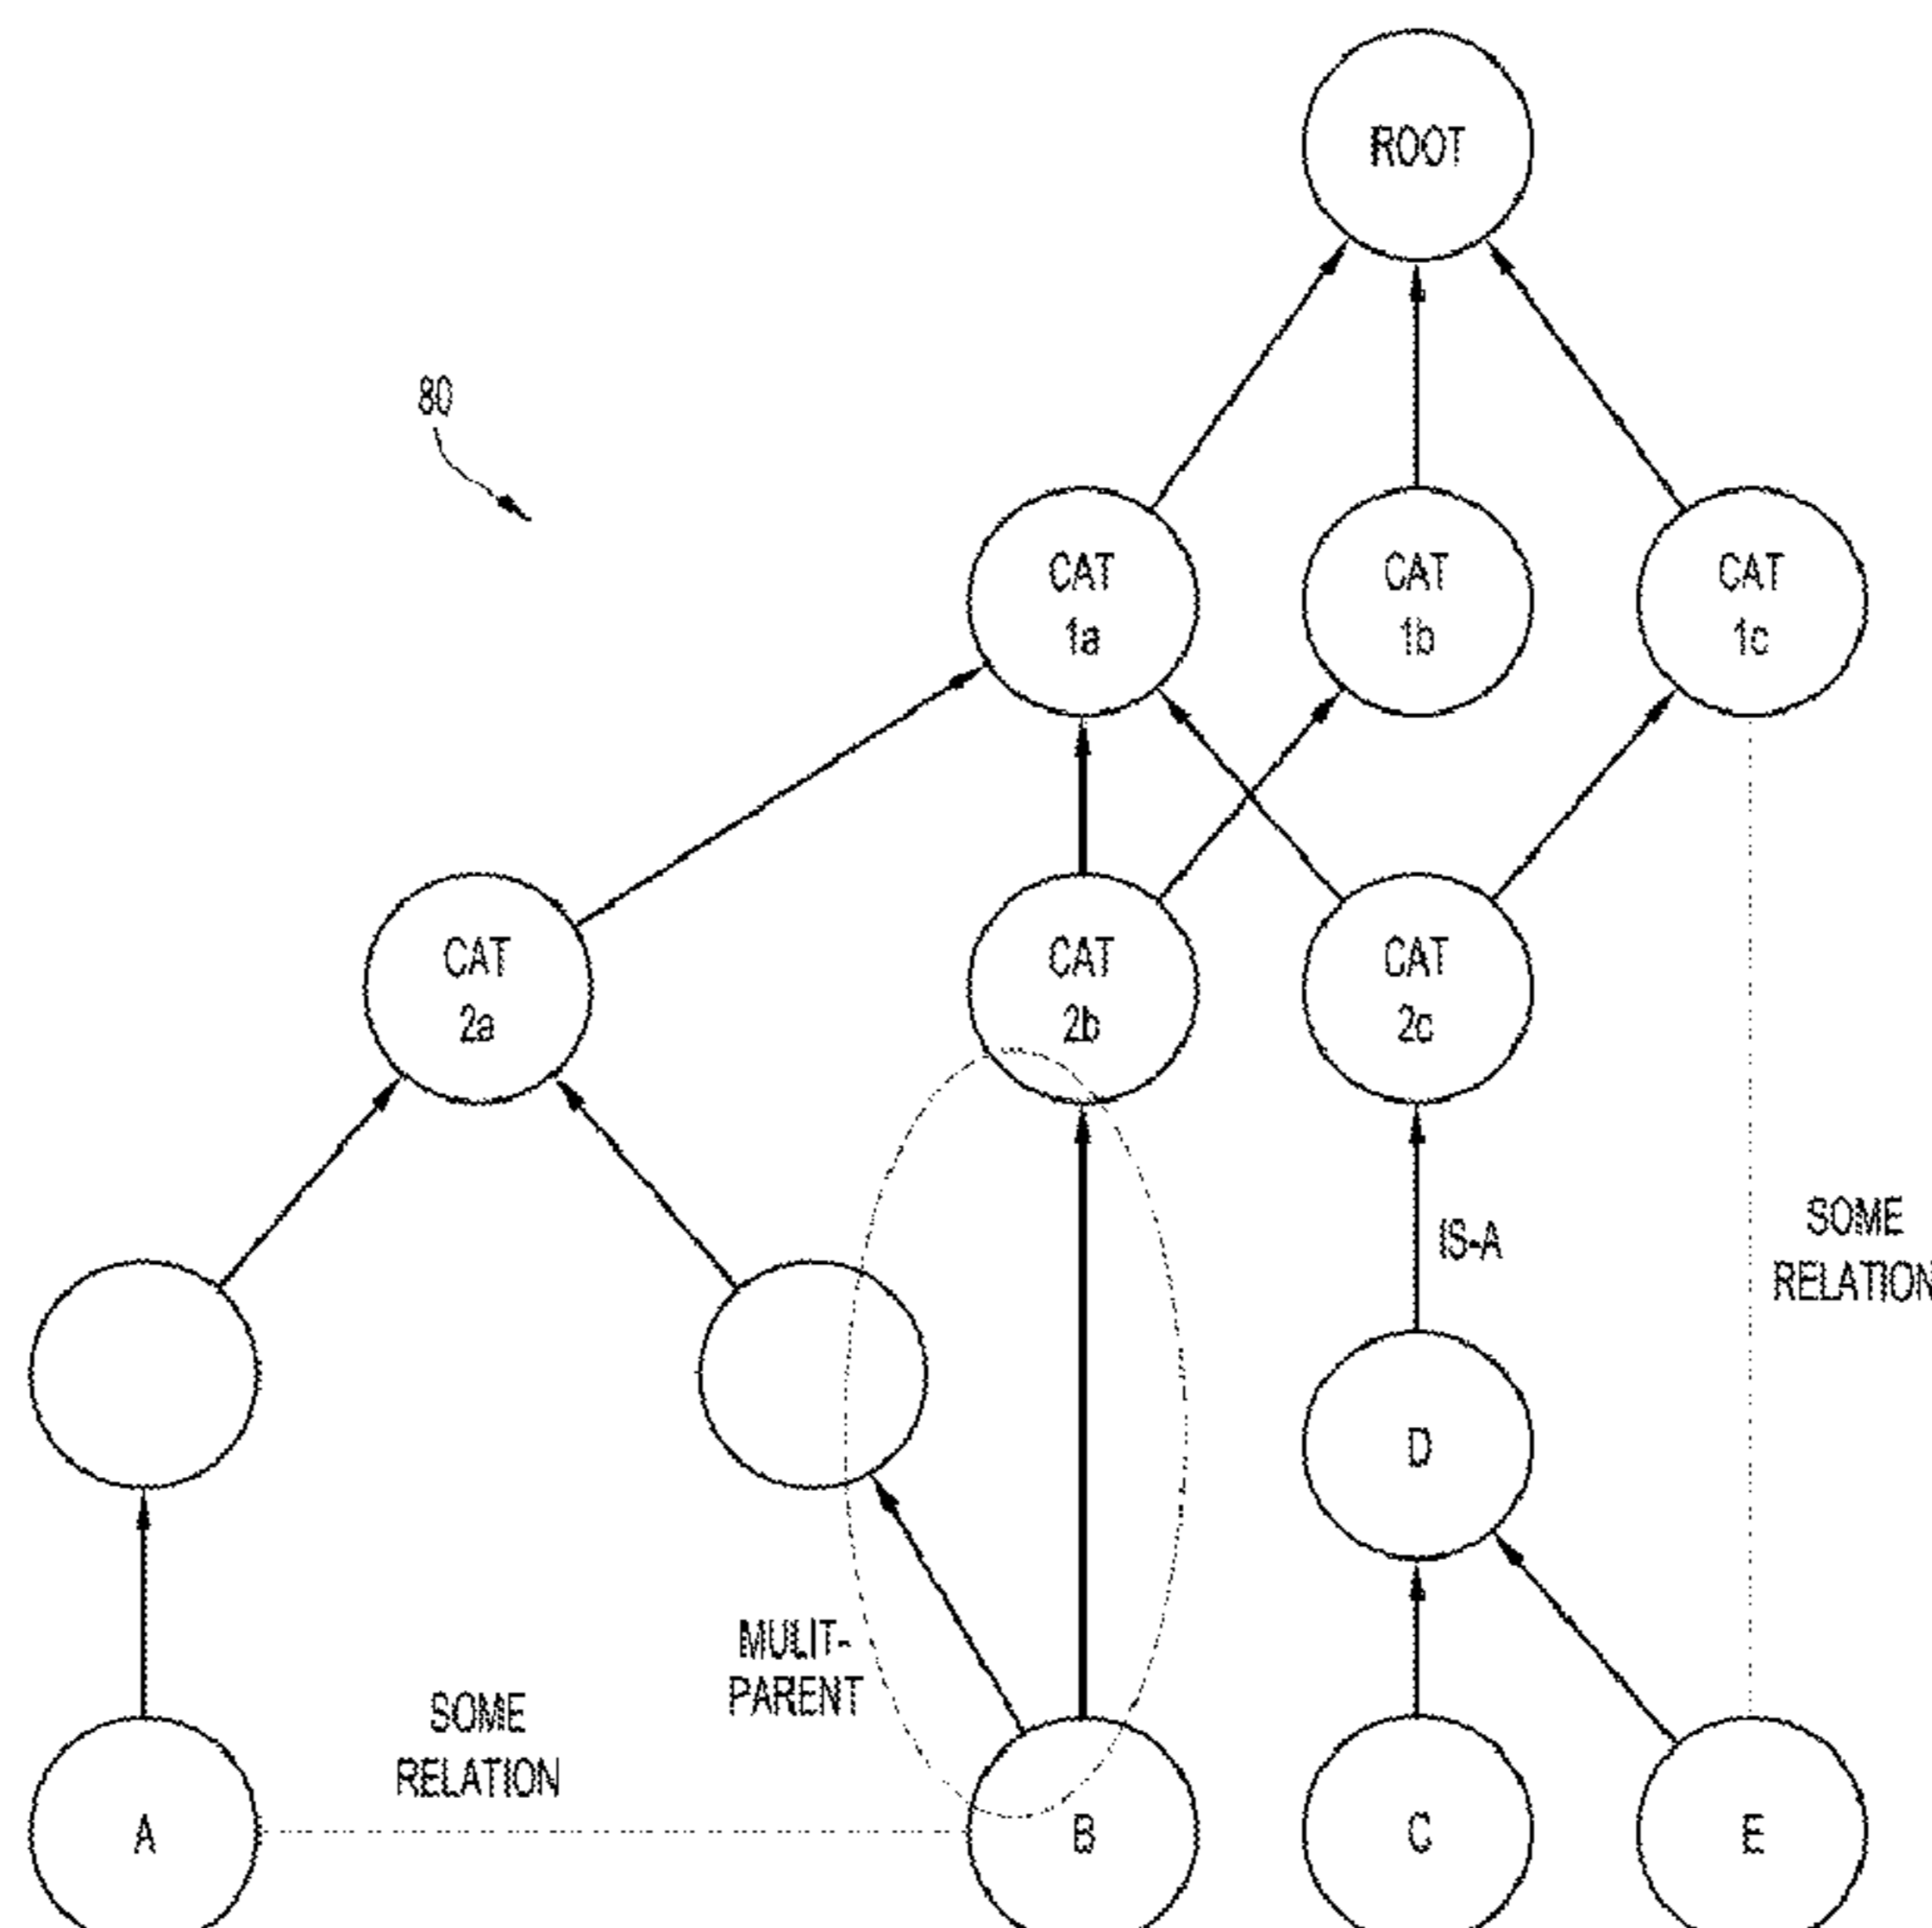 ROOT
80
CAT
1a
CAT
1b
CAT
1c
CAT
2a
CAT
2b
CAT
2c
IS-A
SOME
RELATION
D
MULIT-
PARENT
SOME
RELATION
A
B
C
E